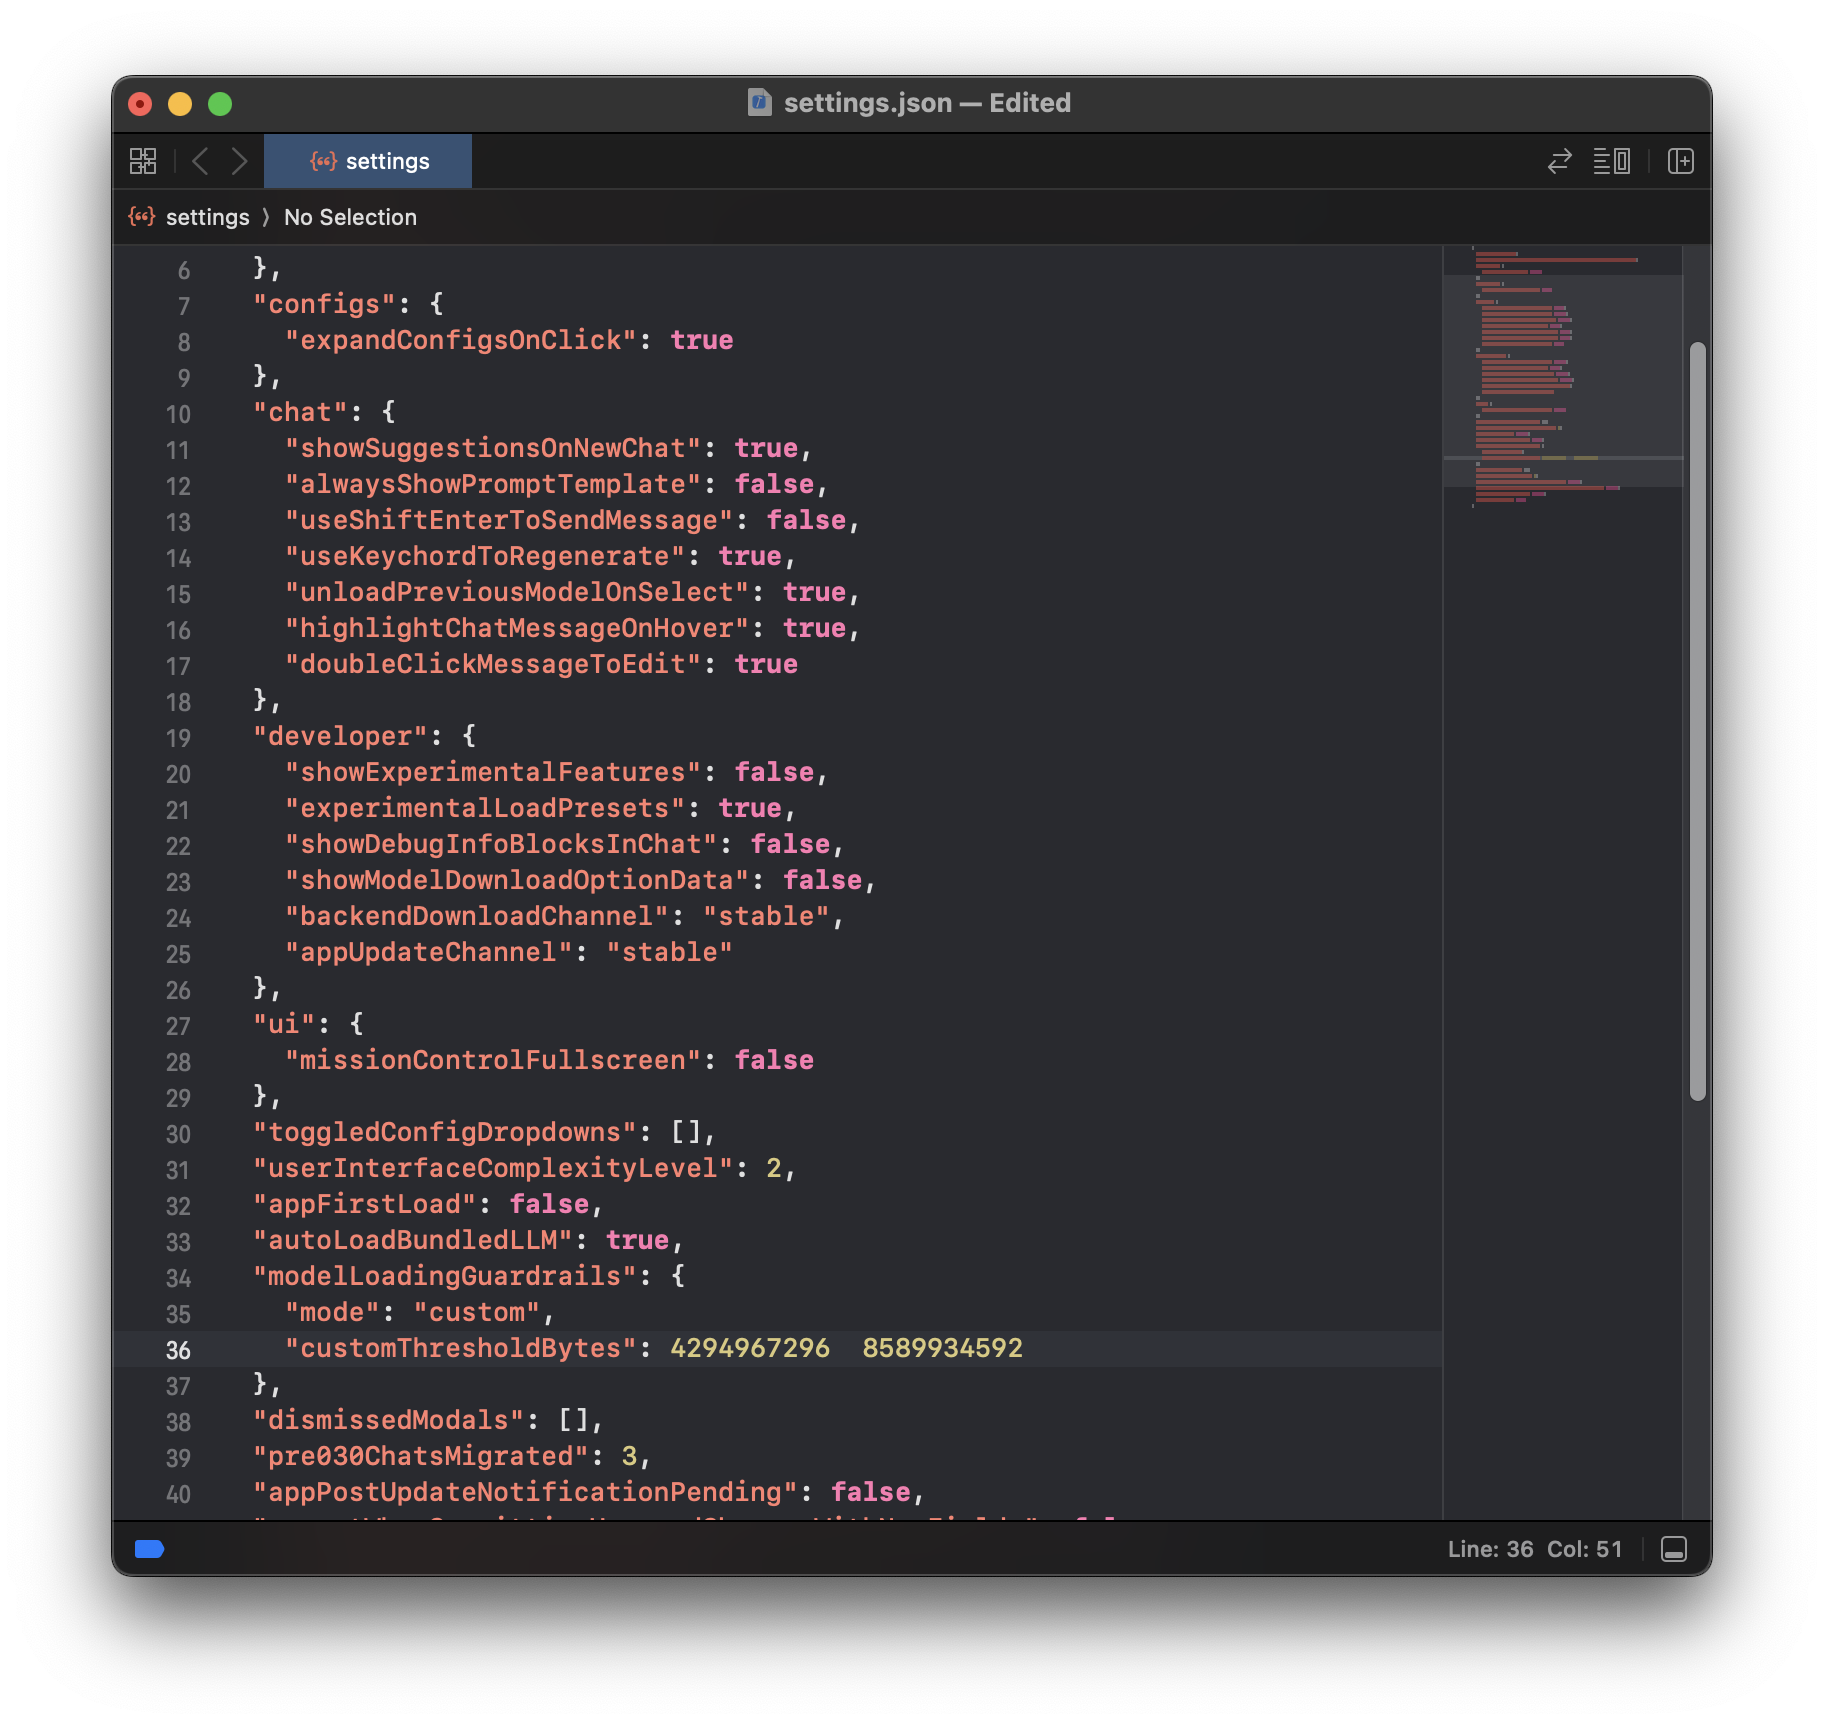 settings.json — Edited
settings
settings 〉 No Selection
6 },
7 "configs": {
8 "expandConfigsOnClick": true
9 },
10 "chat": {
11 "showSuggestionsOnNewChat": true,
12 "alwaysShowPromptTemplate": false,
13 "useShiftEnterToSendMessage": false,
14 "useKeychordToRegenerate": true,
15 "unloadPreviousModelOnSelect": true,
16 "highlightChatMessageOnHover": true,
17 "doubleClickMessageToEdit": true
18 },
19 "developer": {
20 "showExperimentalFeatures": false,
21 "experimentalLoadPresets": true,
22 "showDebugInfoBlocksInChat": false,
23 "showModelDownloadOptionData": false,
24 "backendDownloadChannel": "stable",
25 "appUpdateChannel": "stable"
26 },
27 "ui": {
28 "missionControlFullscreen": false
29 },
30 "toggledConfigDropdowns": [],
31 "userInterfaceComplexityLevel": 2,
32 "appFirstLoad": false,
33 "autoLoadBundledLLM": true,
34 "modelLoadingGuardrails": {
35 "mode": "custom",
36 "customThresholdBytes": 4294967296  8589934592
37 },
38 "dismissedModals": [],
39 "pre030ChatsMigrated": 3,
40 "appPostUpdateNotificationPending": false,
Line: 36 Col: 51